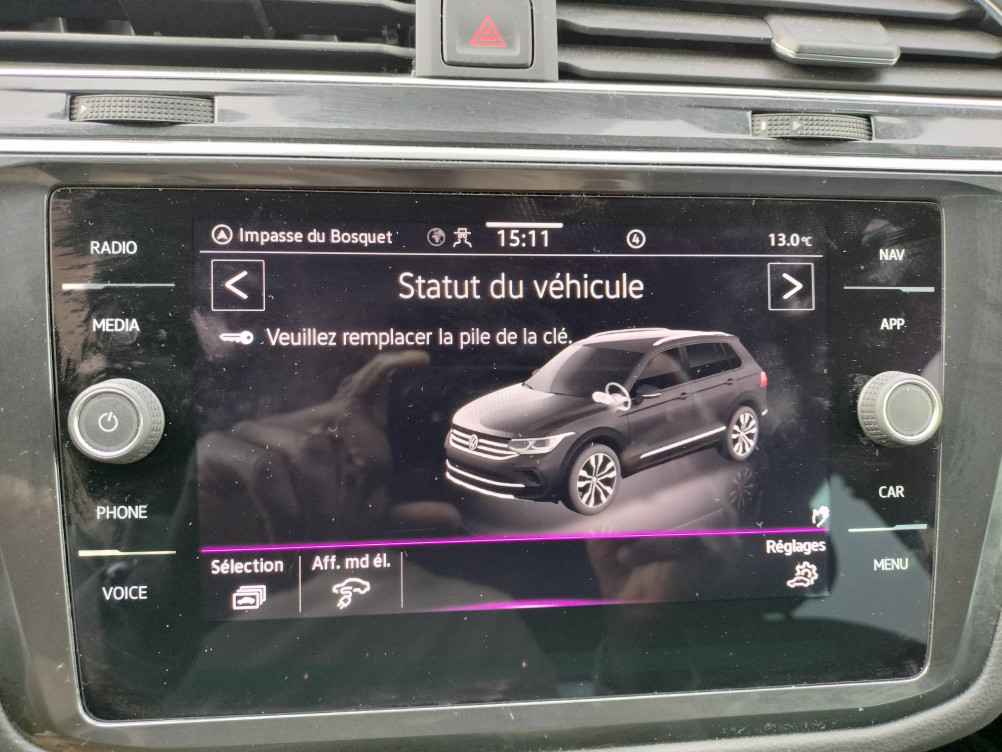 RADIO
MEDIA
PHONE
VOICE
Impasse du Bosquet 15:11 4 13.0°C
Statut du véhicule
Veuillez remplacer la pile de la clé.
Sélection Aff. md él. Réglages
NAV
APP
CAR
MENU